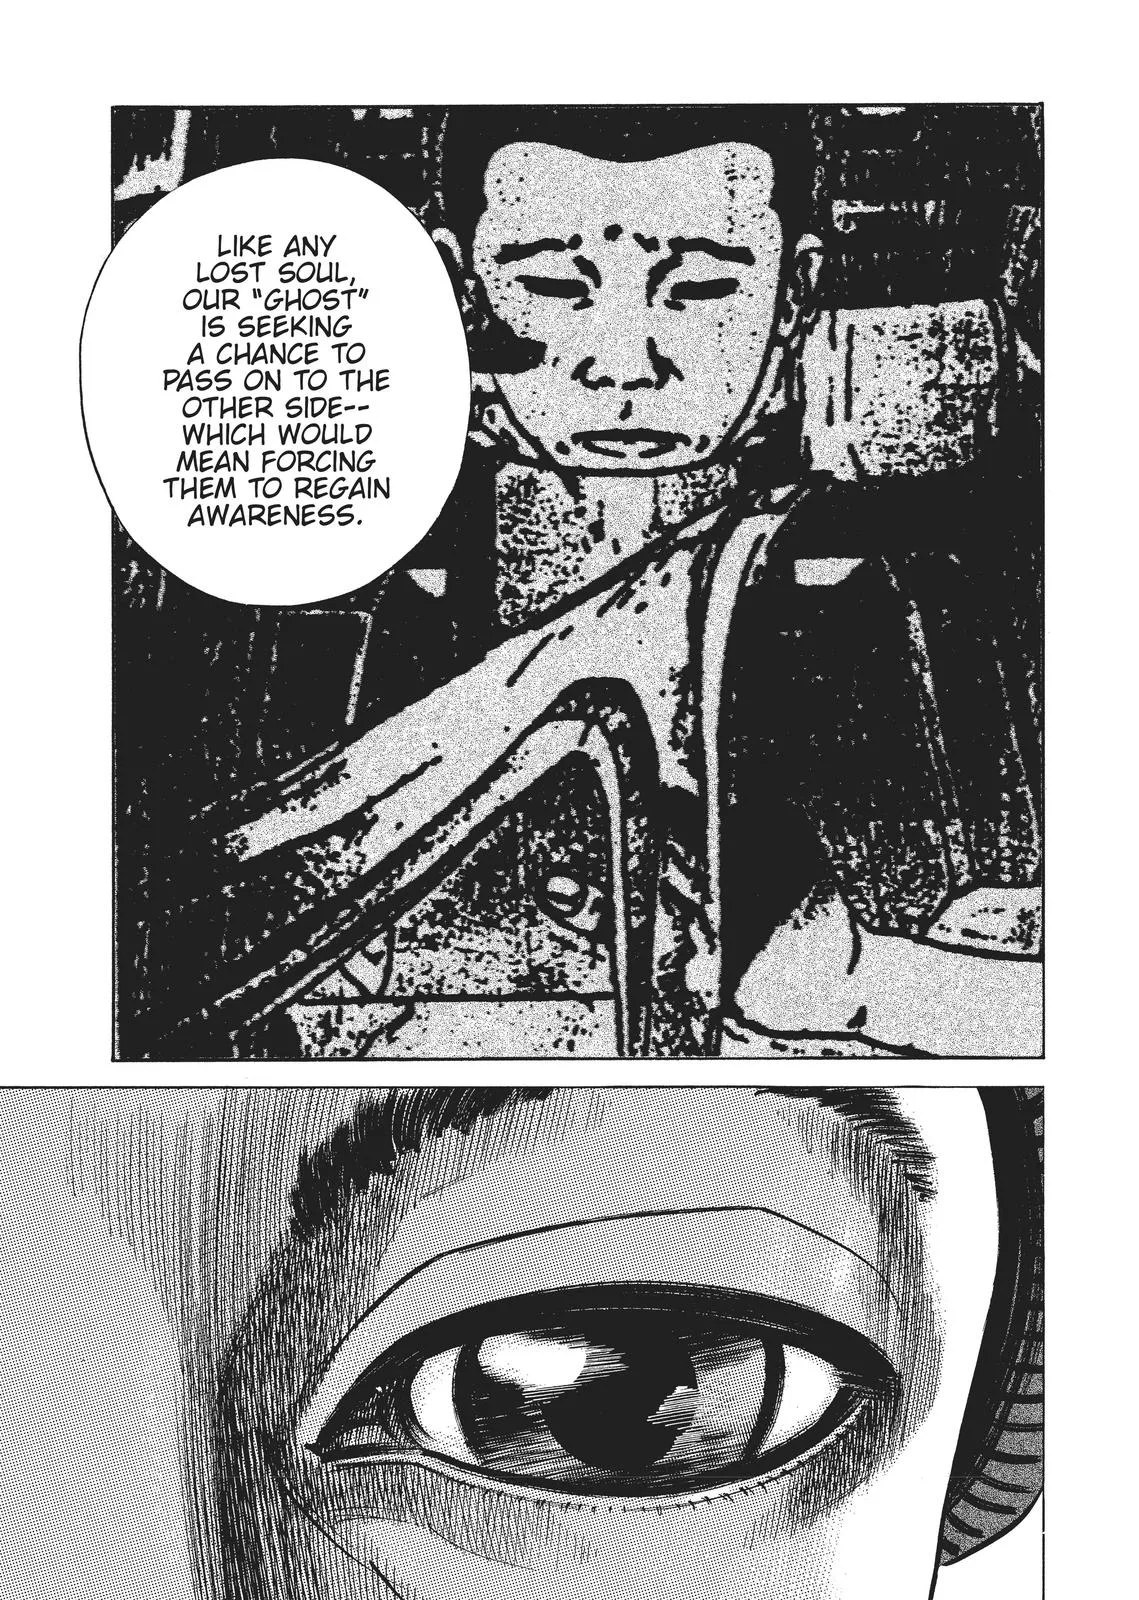 LIKE ANY
LOST SOUL,
OUR "GHOST"
IS SEEKING
A CHANCE TO
PASS ON TO THE
OTHER SIDE--
WHICH WOULD
MEAN FORCING
THEM TO REGAIN
AWARENESS.